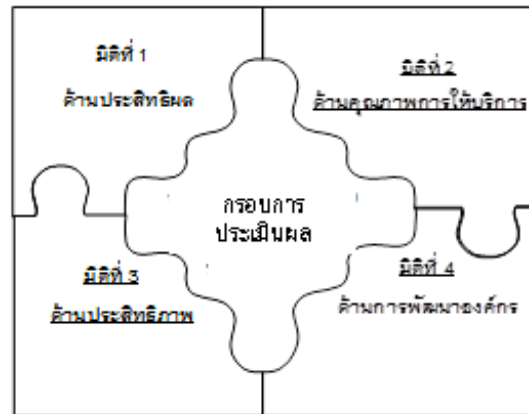 มิติที่ 1
ด้านประสิทธิผล
มิติที่ 2
ด้านคุณภาพการให้บริการ
กรอบการ
ประเมินผล
มิติที่ 3
ด้านประสิทธิภาพ
มิติที่ 4
ด้านการพัฒนาองค์กร